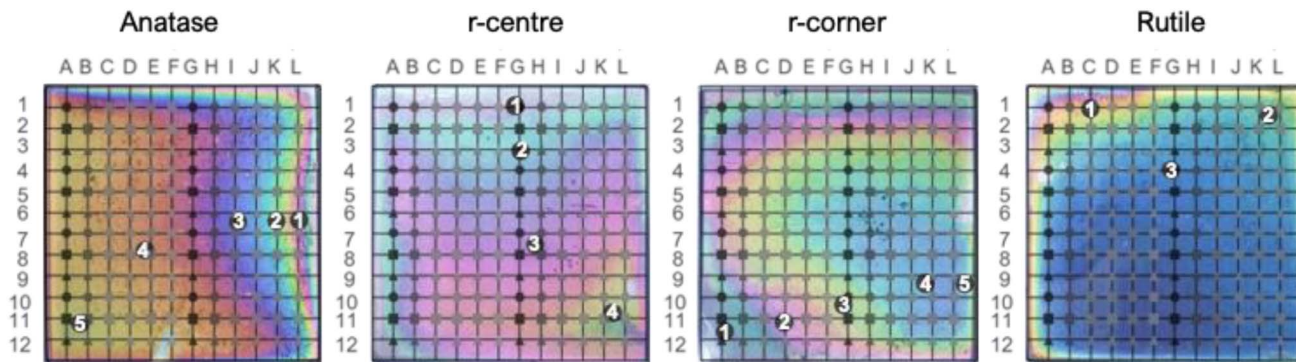 Anatase r-centre r-corner Rutile
A B C D E F G H I J K L A B C D E F G H I J K L A B C D E F G H I J K L A B C D E F G H I J K L
1 1 1 1 1 1 2
2 2 2
3 3 3 3 3
4 4 4 4
5 5 5 5
6 3 2 1 6 6 6
7 4 7 3 7 7
8 8 8 8
9 9 9 4 5 9
10 10 4 10 3 10
11 5 11 11 1 2 11
12 12 12 12